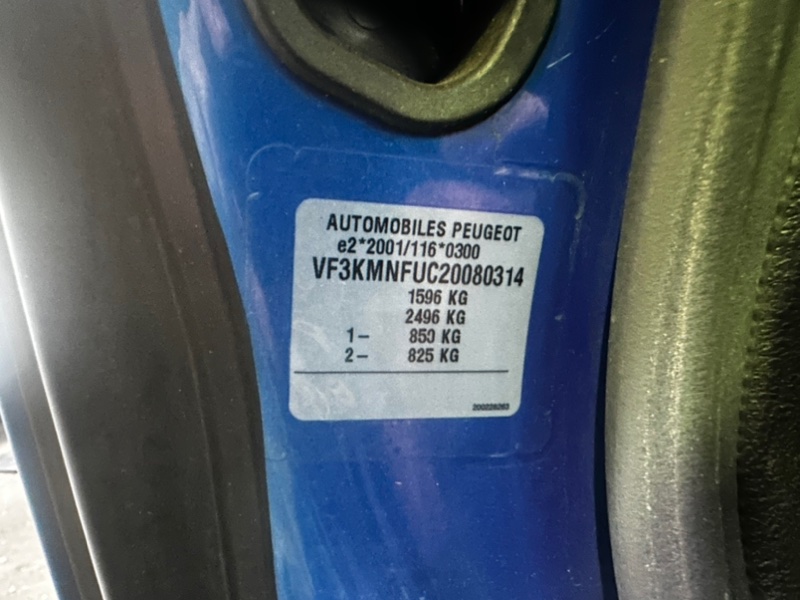 AUTOMOBILES PEUGEOT
e2*2001/116*0300
VF3KMNFUC20080314
1596 KG
2496 KG
1- 850 KG
2- 825 KG